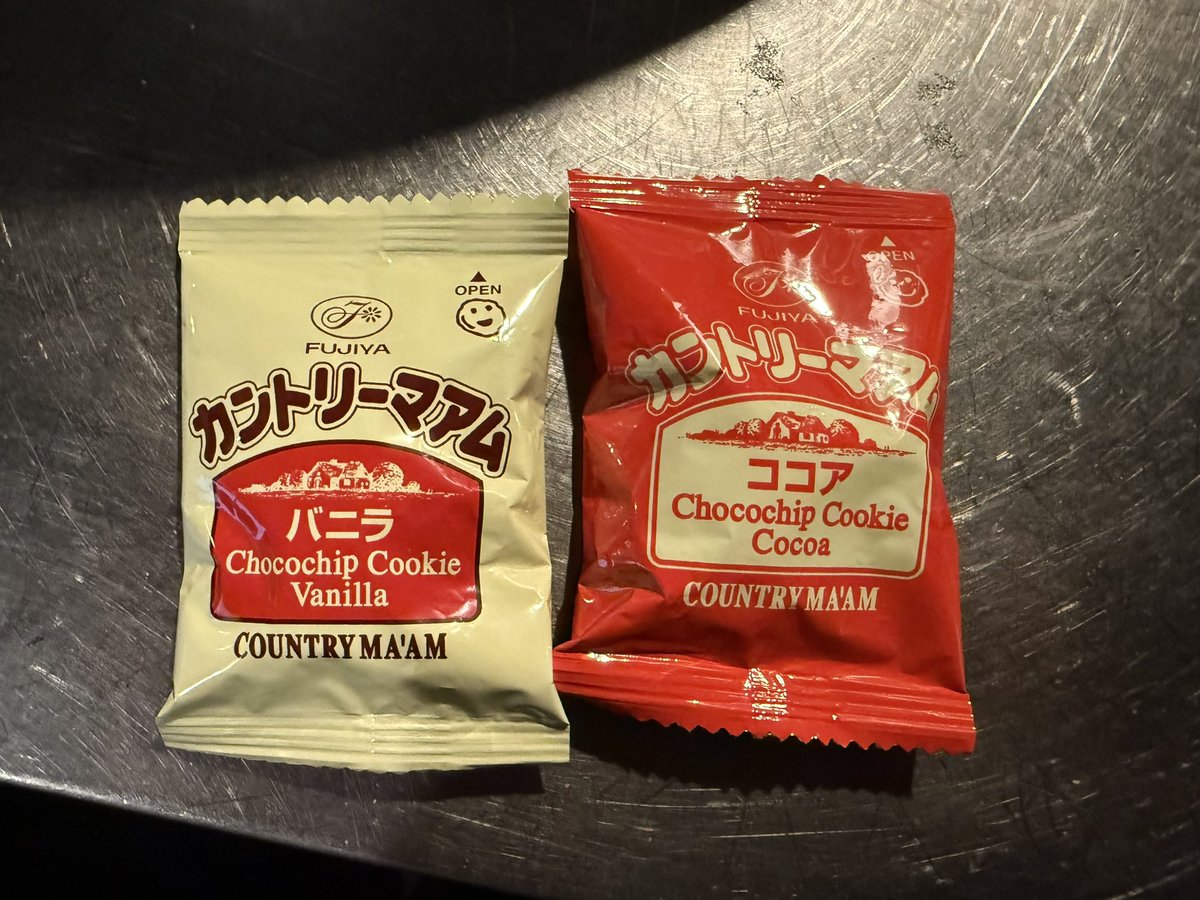 OPEN
FUJIYA
カントリーマアム
バニラ
Chocochip Cookie
Vanilla
COUNTRY MA'AM
OPEN
FUJIYA
カントリーマアム
ココア
Chocochip Cookie
Cocoa
COUNTRY MA'AM